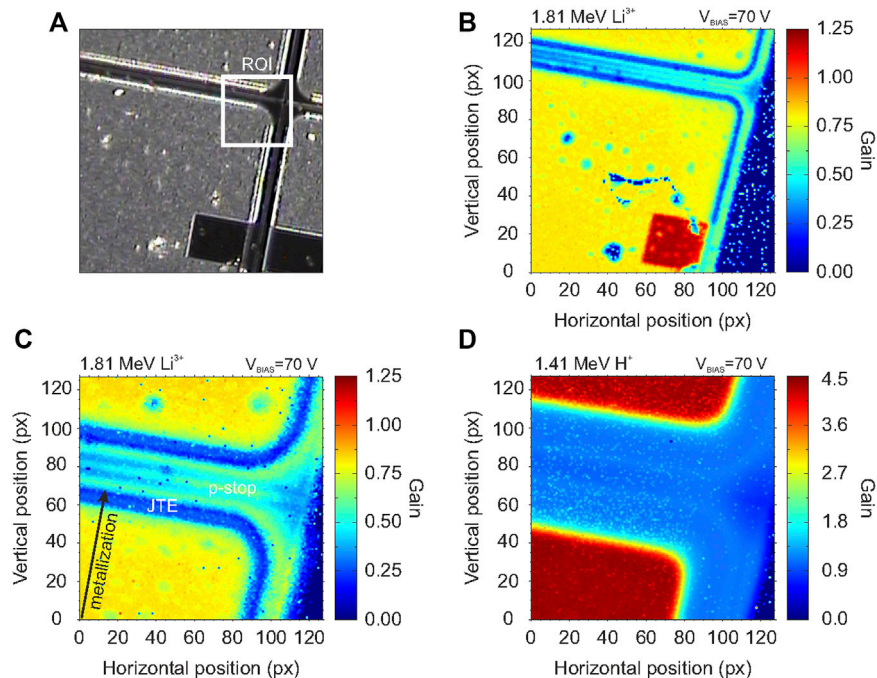 A
ROI
B
1.81 MeV Li³⁺ V_BIAS=70 V
120
100
80
60
40
20
0
0 20 40 60 80 100 120
Vertical position (px)
Horizontal position (px)
1.25
1.00
0.75
0.50
0.25
0.00
Gain
C
1.81 MeV Li³⁺ V_BIAS=70 V
120
100
80
60
40
20
0
p-stop
JTE
metallization
0 20 40 60 80 100 120
Vertical position (px)
Horizontal position (px)
1.25
1.00
0.75
0.50
0.25
0.00
Gain
D
1.41 MeV H⁺ V_BIAS=70 V
120
100
80
60
40
20
0
0 20 40 60 80 100 120
Vertical position (px)
Horizontal position (px)
4.5
3.6
2.7
1.8
0.9
0.0
Gain